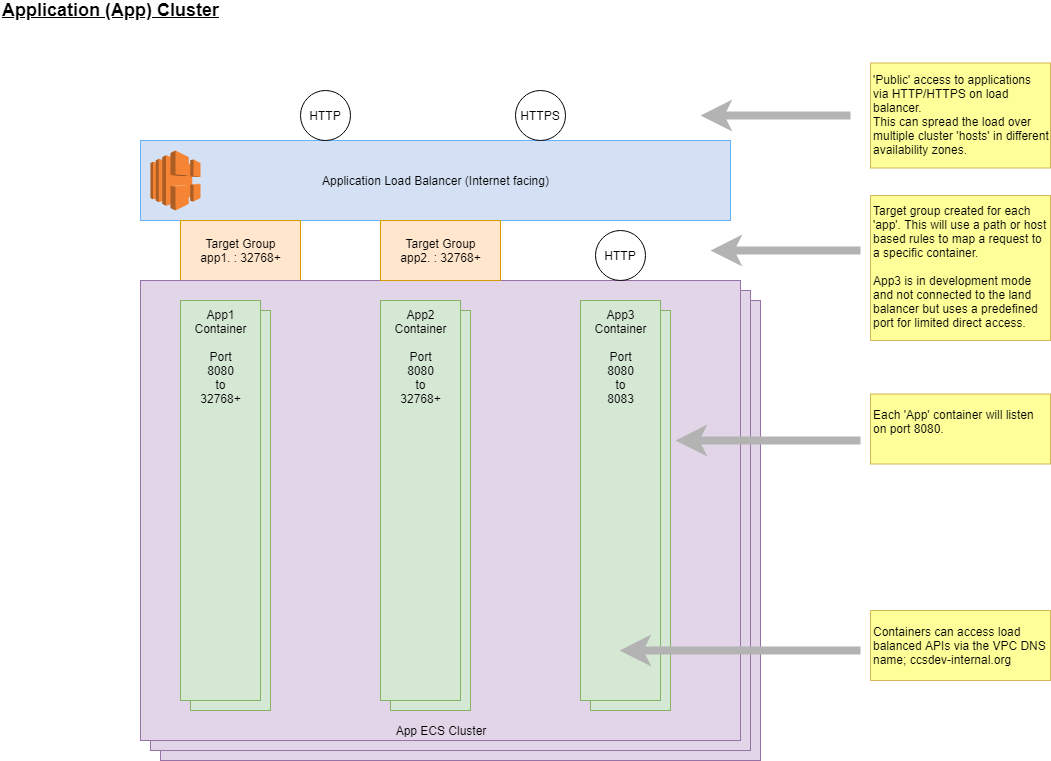 Application (App) Cluster
HTTP
HTTPS
'Public' access to applications
via HTTP/HTTPS on load
balancer.
This can spread the load over
multiple cluster 'hosts' in different
availability zones.
Application Load Balancer (Internet facing)
Target Group
app1. : 32768+
Target Group
app2. : 32768+
HTTP
Target group created for each
'app'. This will use a path or host
based rules to map a request to
a specific container.
App3 is in development mode
and not connected to the land
balancer but uses a predefined
port for limited direct access.
App1
Container
Port
8080
to
32768+
App2
Container
Port
8080
to
32768+
App3
Container
Port
8080
to
8083
Each 'App' container will listen
on port 8080.
Containers can access load
balanced APIs via the VPC DNS
name; ccsdev-internal.org
App ECS Cluster